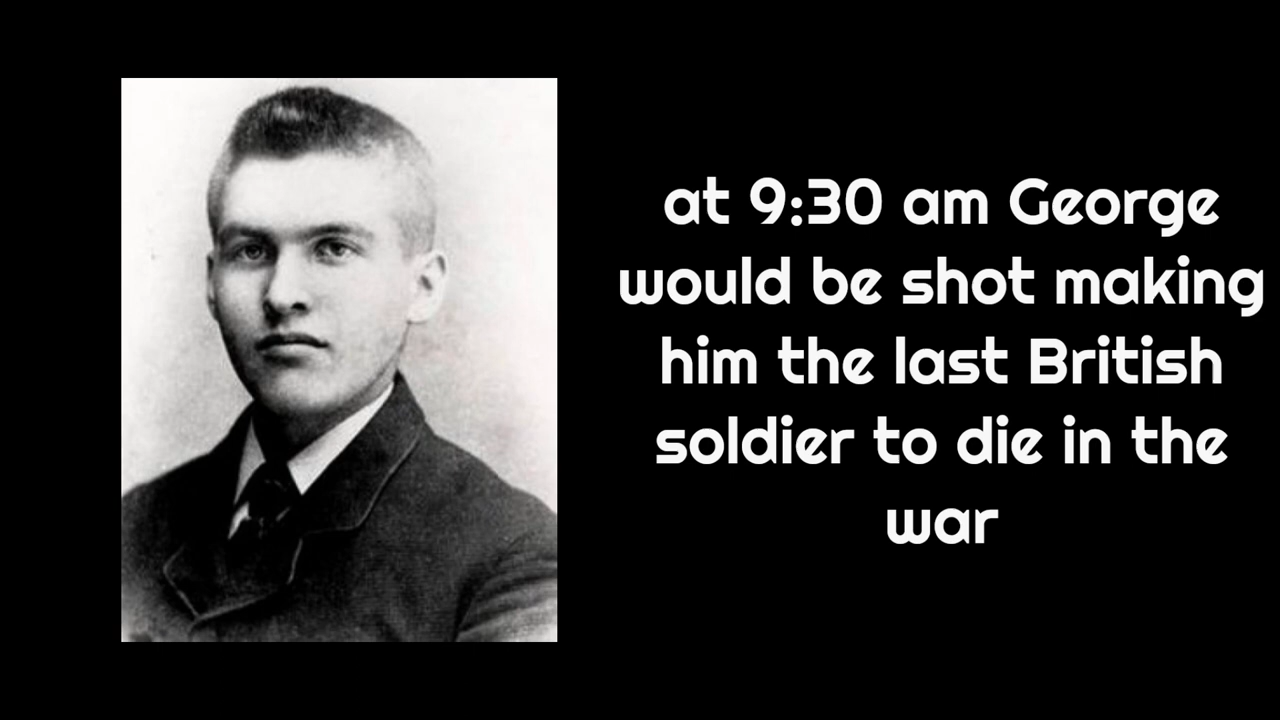 at 9:30 am George
would be shot making
him the last British
soldier to die in the
war